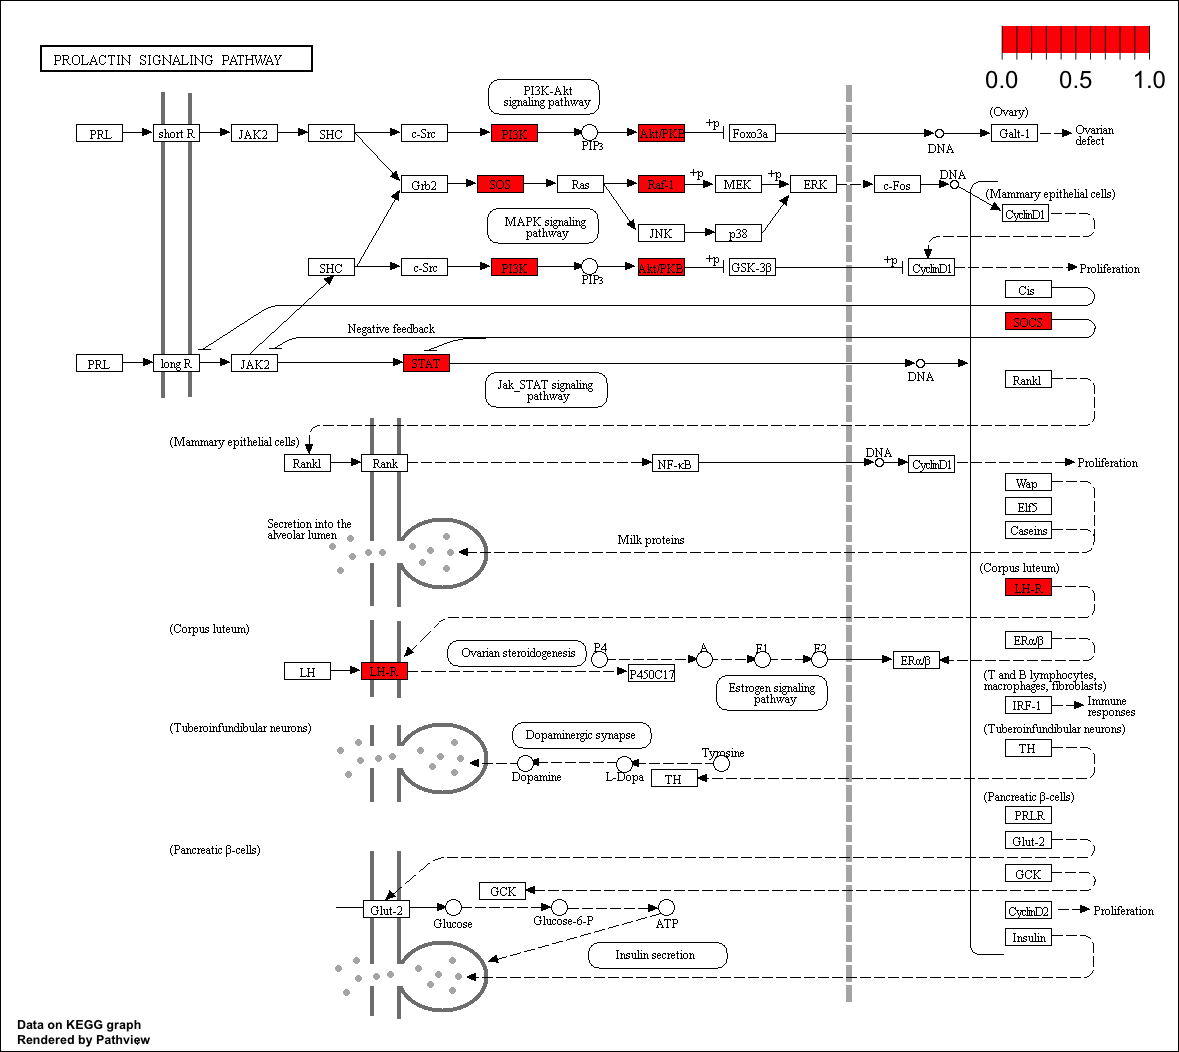 PROLACTIN SIGNALING PATHWAY
0.0 0.5 1.0
PI3K-Akt
signaling pathway
(Ovary)
PRL short R JAK2 SHC c-Src PI3K PIP3 Akt/PKB +p Foxo3a DNA Galt-1 Ovarian
defect
Grb2 SOS Ras Raf-1 +p MEK +p ERK c-Fos DNA
(Mammary epithelial cells)
CyclinD1
MAPK signaling
pathway
JNK p38
SHC c-Src PI3K PIP3 Akt/PKB +p GSK-3β +p CyclinD1 Proliferation
Cis
SOCS
Negative feedback
PRL long R JAK2 STAT DNA
Jak_STAT signaling
pathway
Rankl
(Mammary epithelial cells)
Rankl Rank NF-κB DNA CyclinD1 Proliferation
Wap
Elf5
Caseins
Secretion into the
alveolar lumen
Milk proteins
(Corpus luteum)
LH-R
(Corpus luteum)
ERα/β
LH LH-R Ovarian steroidogenesis P4 P450C17 A E1 E2 ERα/β
Estrogen signaling
pathway
(T and B lymphocytes,
macrophages, fibroblasts)
IRF-1 Immune
responses
(Tuberoinfundibular neurons)
(Tuberoinfundibular neurons)
TH
Dopaminergic synapse
Dopamine L-Dopa Tyrosine
TH
(Pancreatic β-cells)
PRLR
Glut-2
GCK
CyclinD2 Proliferation
Insulin
(Pancreatic β-cells)
GCK
Glut-2 Glucose Glucose-6-P ATP
Insulin secretion
Data on KEGG graph
Rendered by Pathview